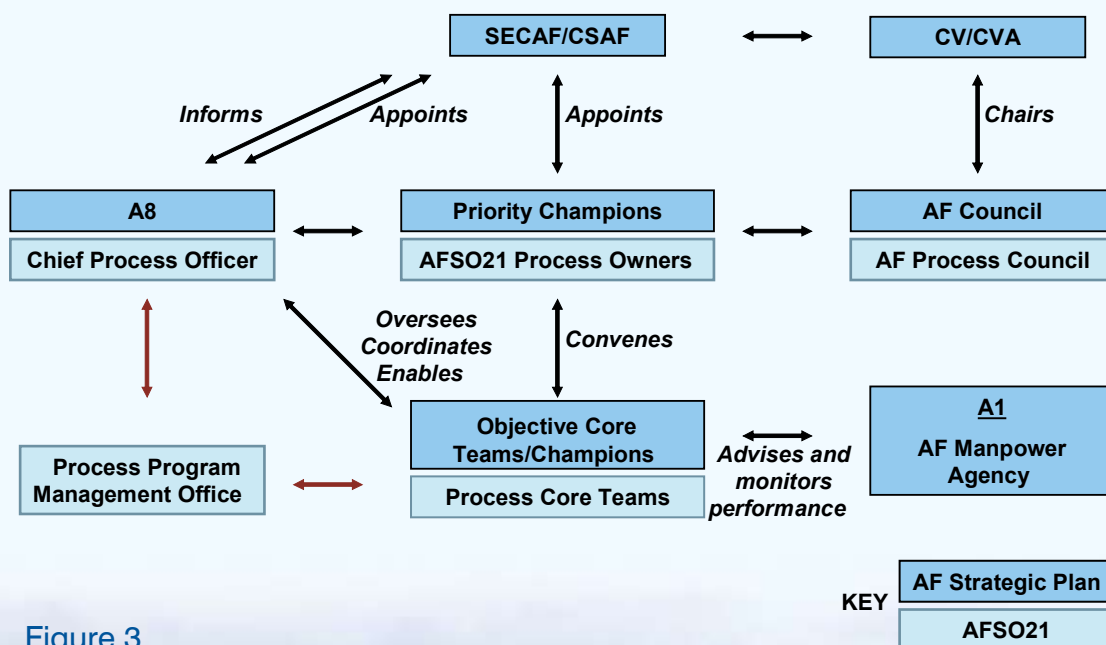 SECAF/CSAF
CV/CVA
Informs
Appoints
Appoints
Chairs
A8
Chief Process Officer
Priority Champions
AFSO21 Process Owners
AF Council
AF Process Council
Oversees
Coordinates
Enables
Convenes
Process Program
Management Office
Objective Core
Teams/Champions
Process Core Teams
Advises and
monitors
performance
A1
AF Manpower
Agency
KEY
AF Strategic Plan
AFSO21
Figure 3